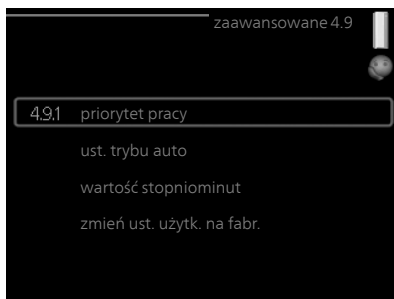 zaawansowane 4.9
4.9.1 priorytet pracy
ust. trybu auto
wartość stopniominut
zmień ust. użytk. na fabr.